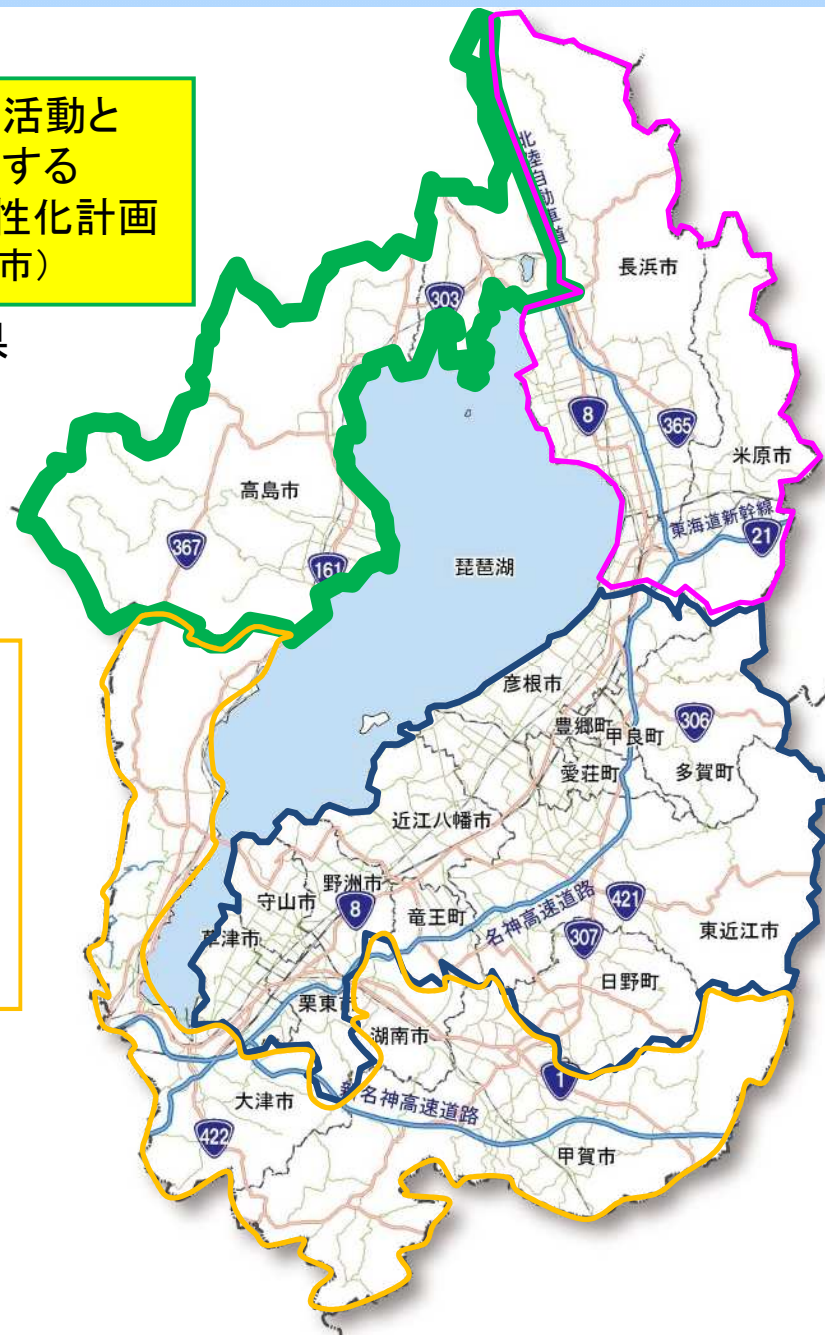 活動と
する
性化計画
市）
県
北陸自動車道
長浜市
303
8
365
米原市
高島市
東海道新幹線
21
367
161
琵琶湖
彦根市
豊郷町
甲良町
306
愛荘町
多賀町
近江八幡市
野洲市
守山市
8
竜王町
名神高速道路
421
草津市
307
東近江市
日野町
栗東市
湖南市
1
大津市
新名神高速道路
422
甲賀市